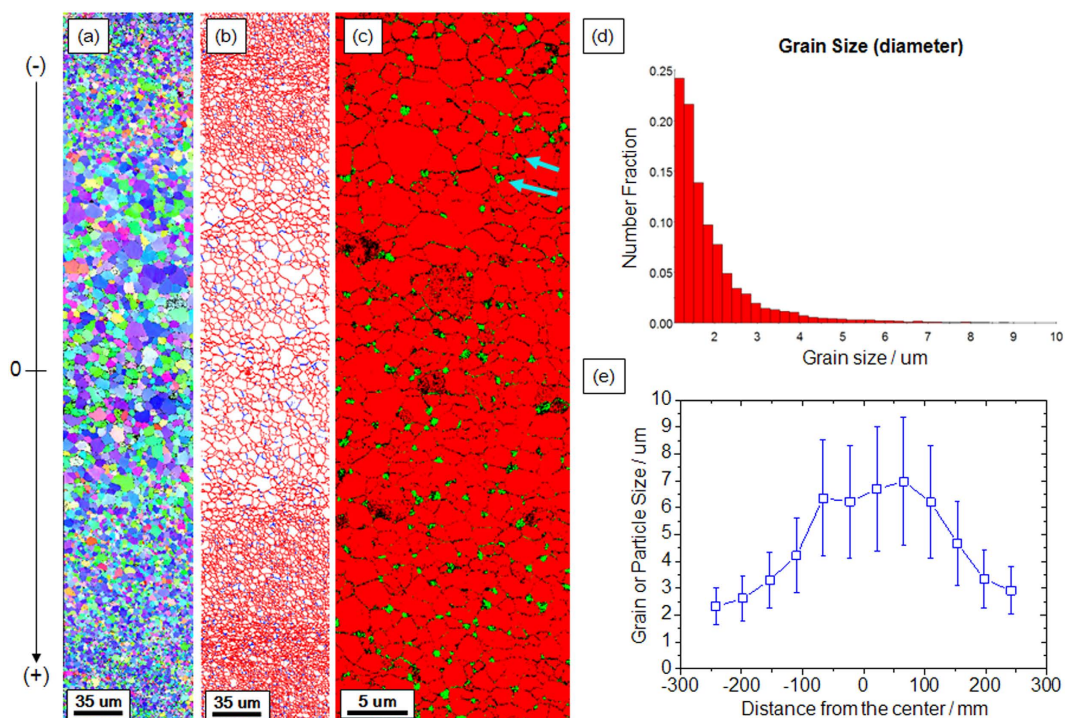 (a)
(b)
(c)
(-)
0
(+)
35 um
35 um
5 um
(d)
Grain Size (diameter)
Number Fraction
0.25
0.20
0.15
0.10
0.05
0.00
2 3 4 5 6 7 8 9 10
Grain size / um
(e)
Grain or Particle Size / um
10
9
8
7
6
5
4
3
2
1
0
-300 -200 -100 0 100 200 300
Distance from the center / mm